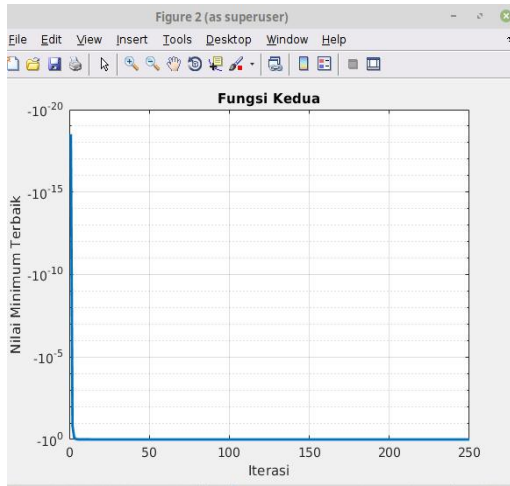 Figure 2 (as superuser)
File Edit View Insert Tools Desktop Window Help
Fungsi Kedua
-10^-20
-10^-15
-10^-10
-10^-5
-10^0
Nilai Minimum Terbaik
0 50 100 150 200 250
Iterasi